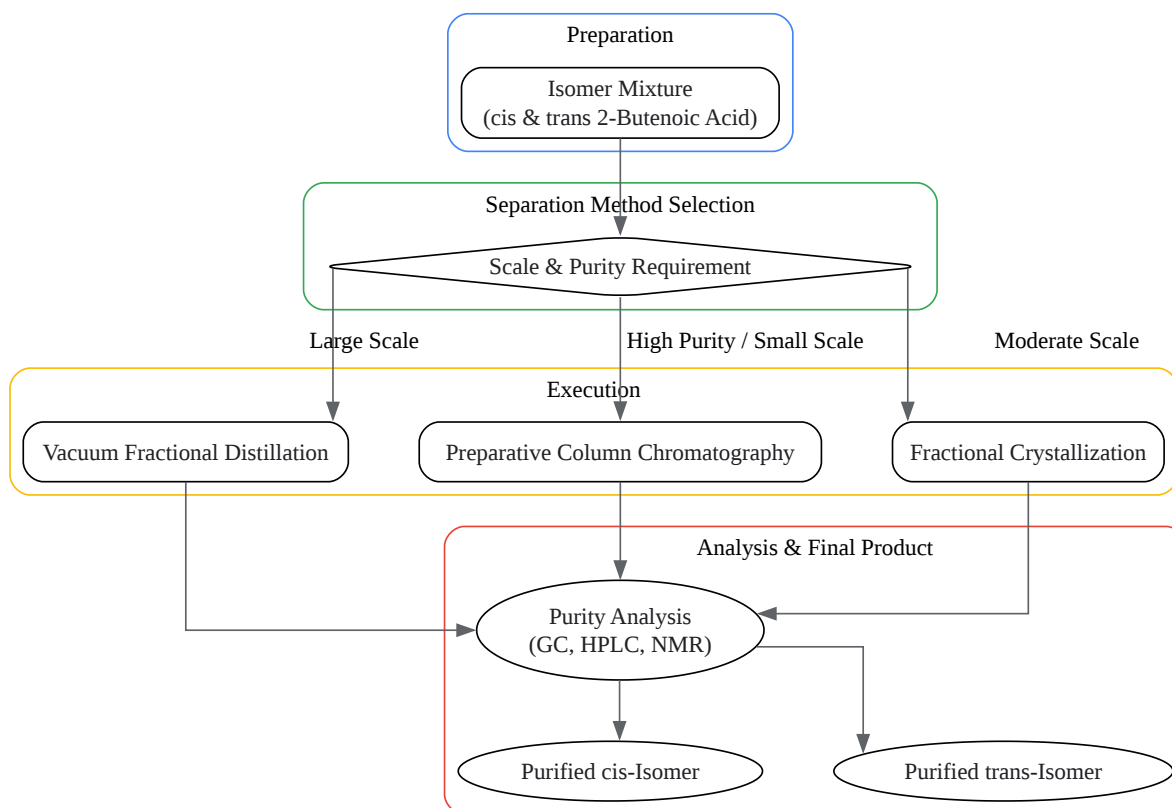 Preparation
Isomer Mixture
(cis & trans 2-Butenoic Acid)
Separation Method Selection
Scale & Purity Requirement
Large Scale
High Purity / Small Scale
Moderate Scale
Execution
Vacuum Fractional Distillation
Preparative Column Chromatography
Fractional Crystallization
Analysis & Final Product
Purity Analysis
(GC, HPLC, NMR)
Purified cis-Isomer
Purified trans-Isomer